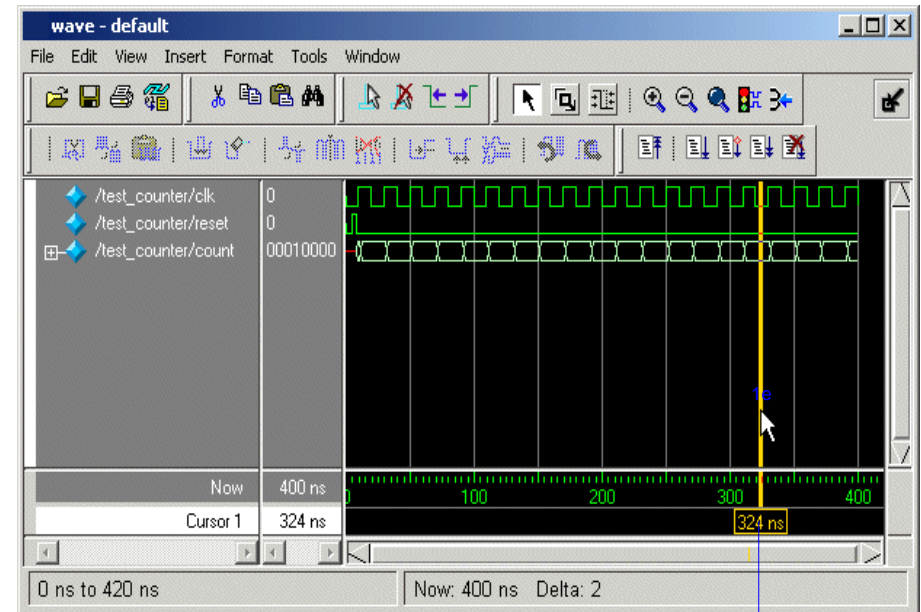 wave - default
File Edit View Insert Format Tools Window
/test_counter/clk 0
/test_counter/reset 0
/test_counter/count 00010000
Now 400 ns
100 200 300 400
Cursor 1 324 ns
324 ns
0 ns to 420 ns
Now: 400 ns Delta: 2